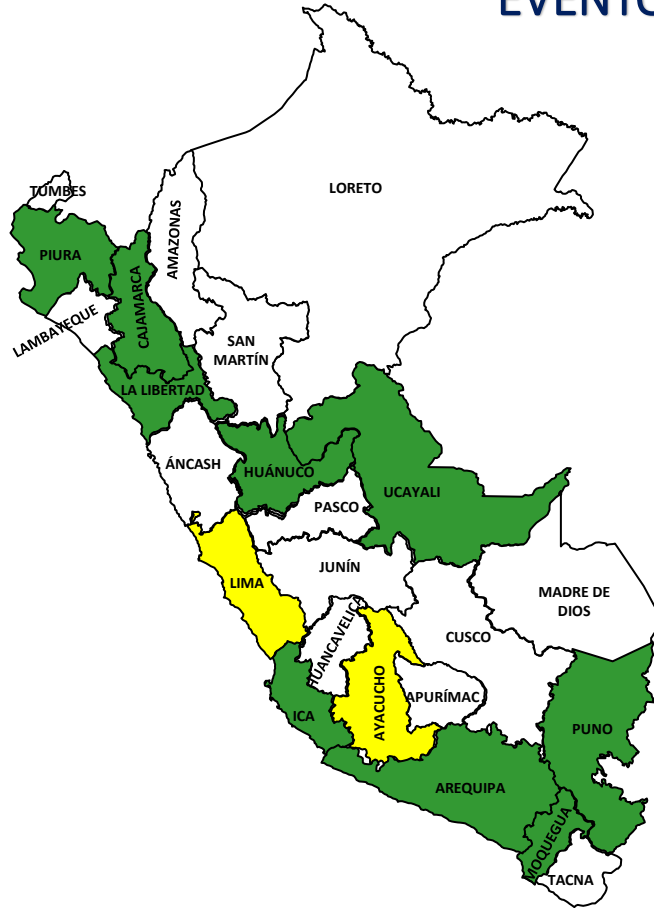 EVENTO
LORETO
TUMBES
AMAZONAS
PIURA
CAJAMARCA
LAMBAYEQUE
SAN
MARTÍN
LA LIBERTAD
ÁNCASH
HUÁNUCO
UCAYALI
PASCO
JUNÍN
LIMA
MADRE DE
DIOS
HUANCAVELICA
CUSCO
AYACUCHO
APURÍMAC
ICA
PUNO
AREQUIPA
MOQUEGUA
TACNA